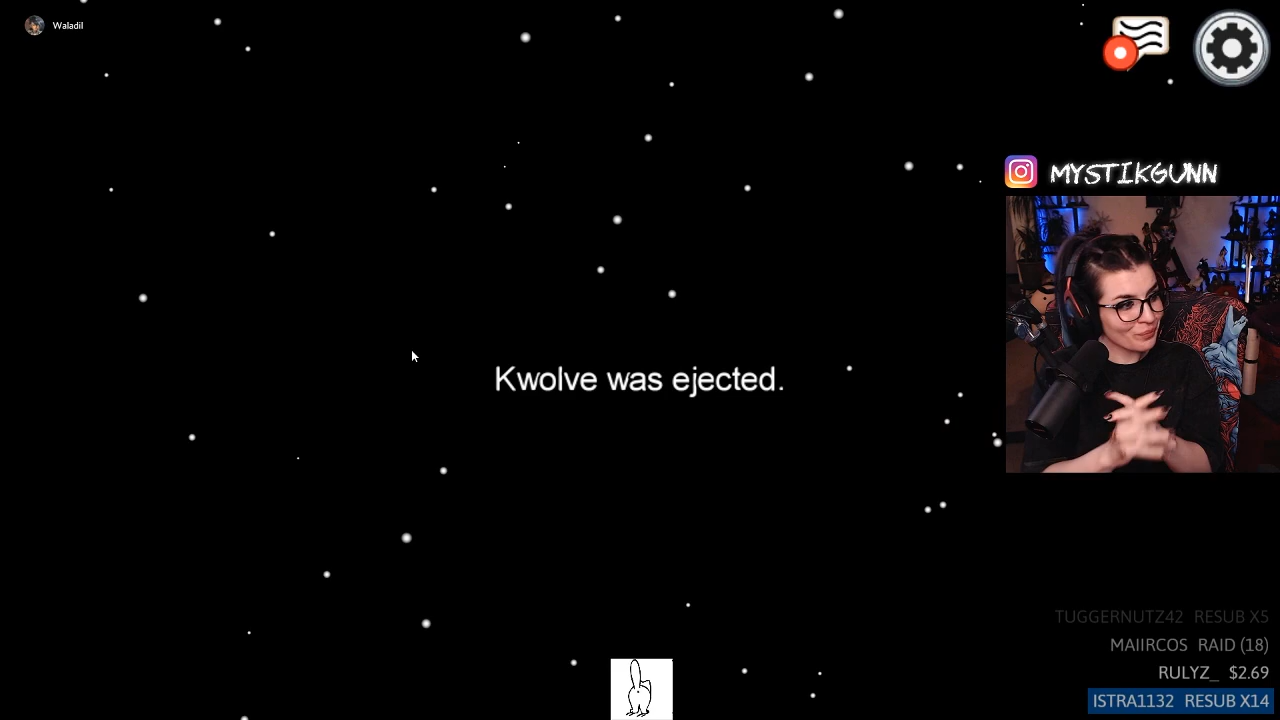 Waladil
MYSTIKGUNN
Kwolve was ejected.
TUGGERNUTZ42 RESUB X5
MAIIRCOS RAID (18)
RULYZ_ $2.69
ISTRA1132 RESUB X14